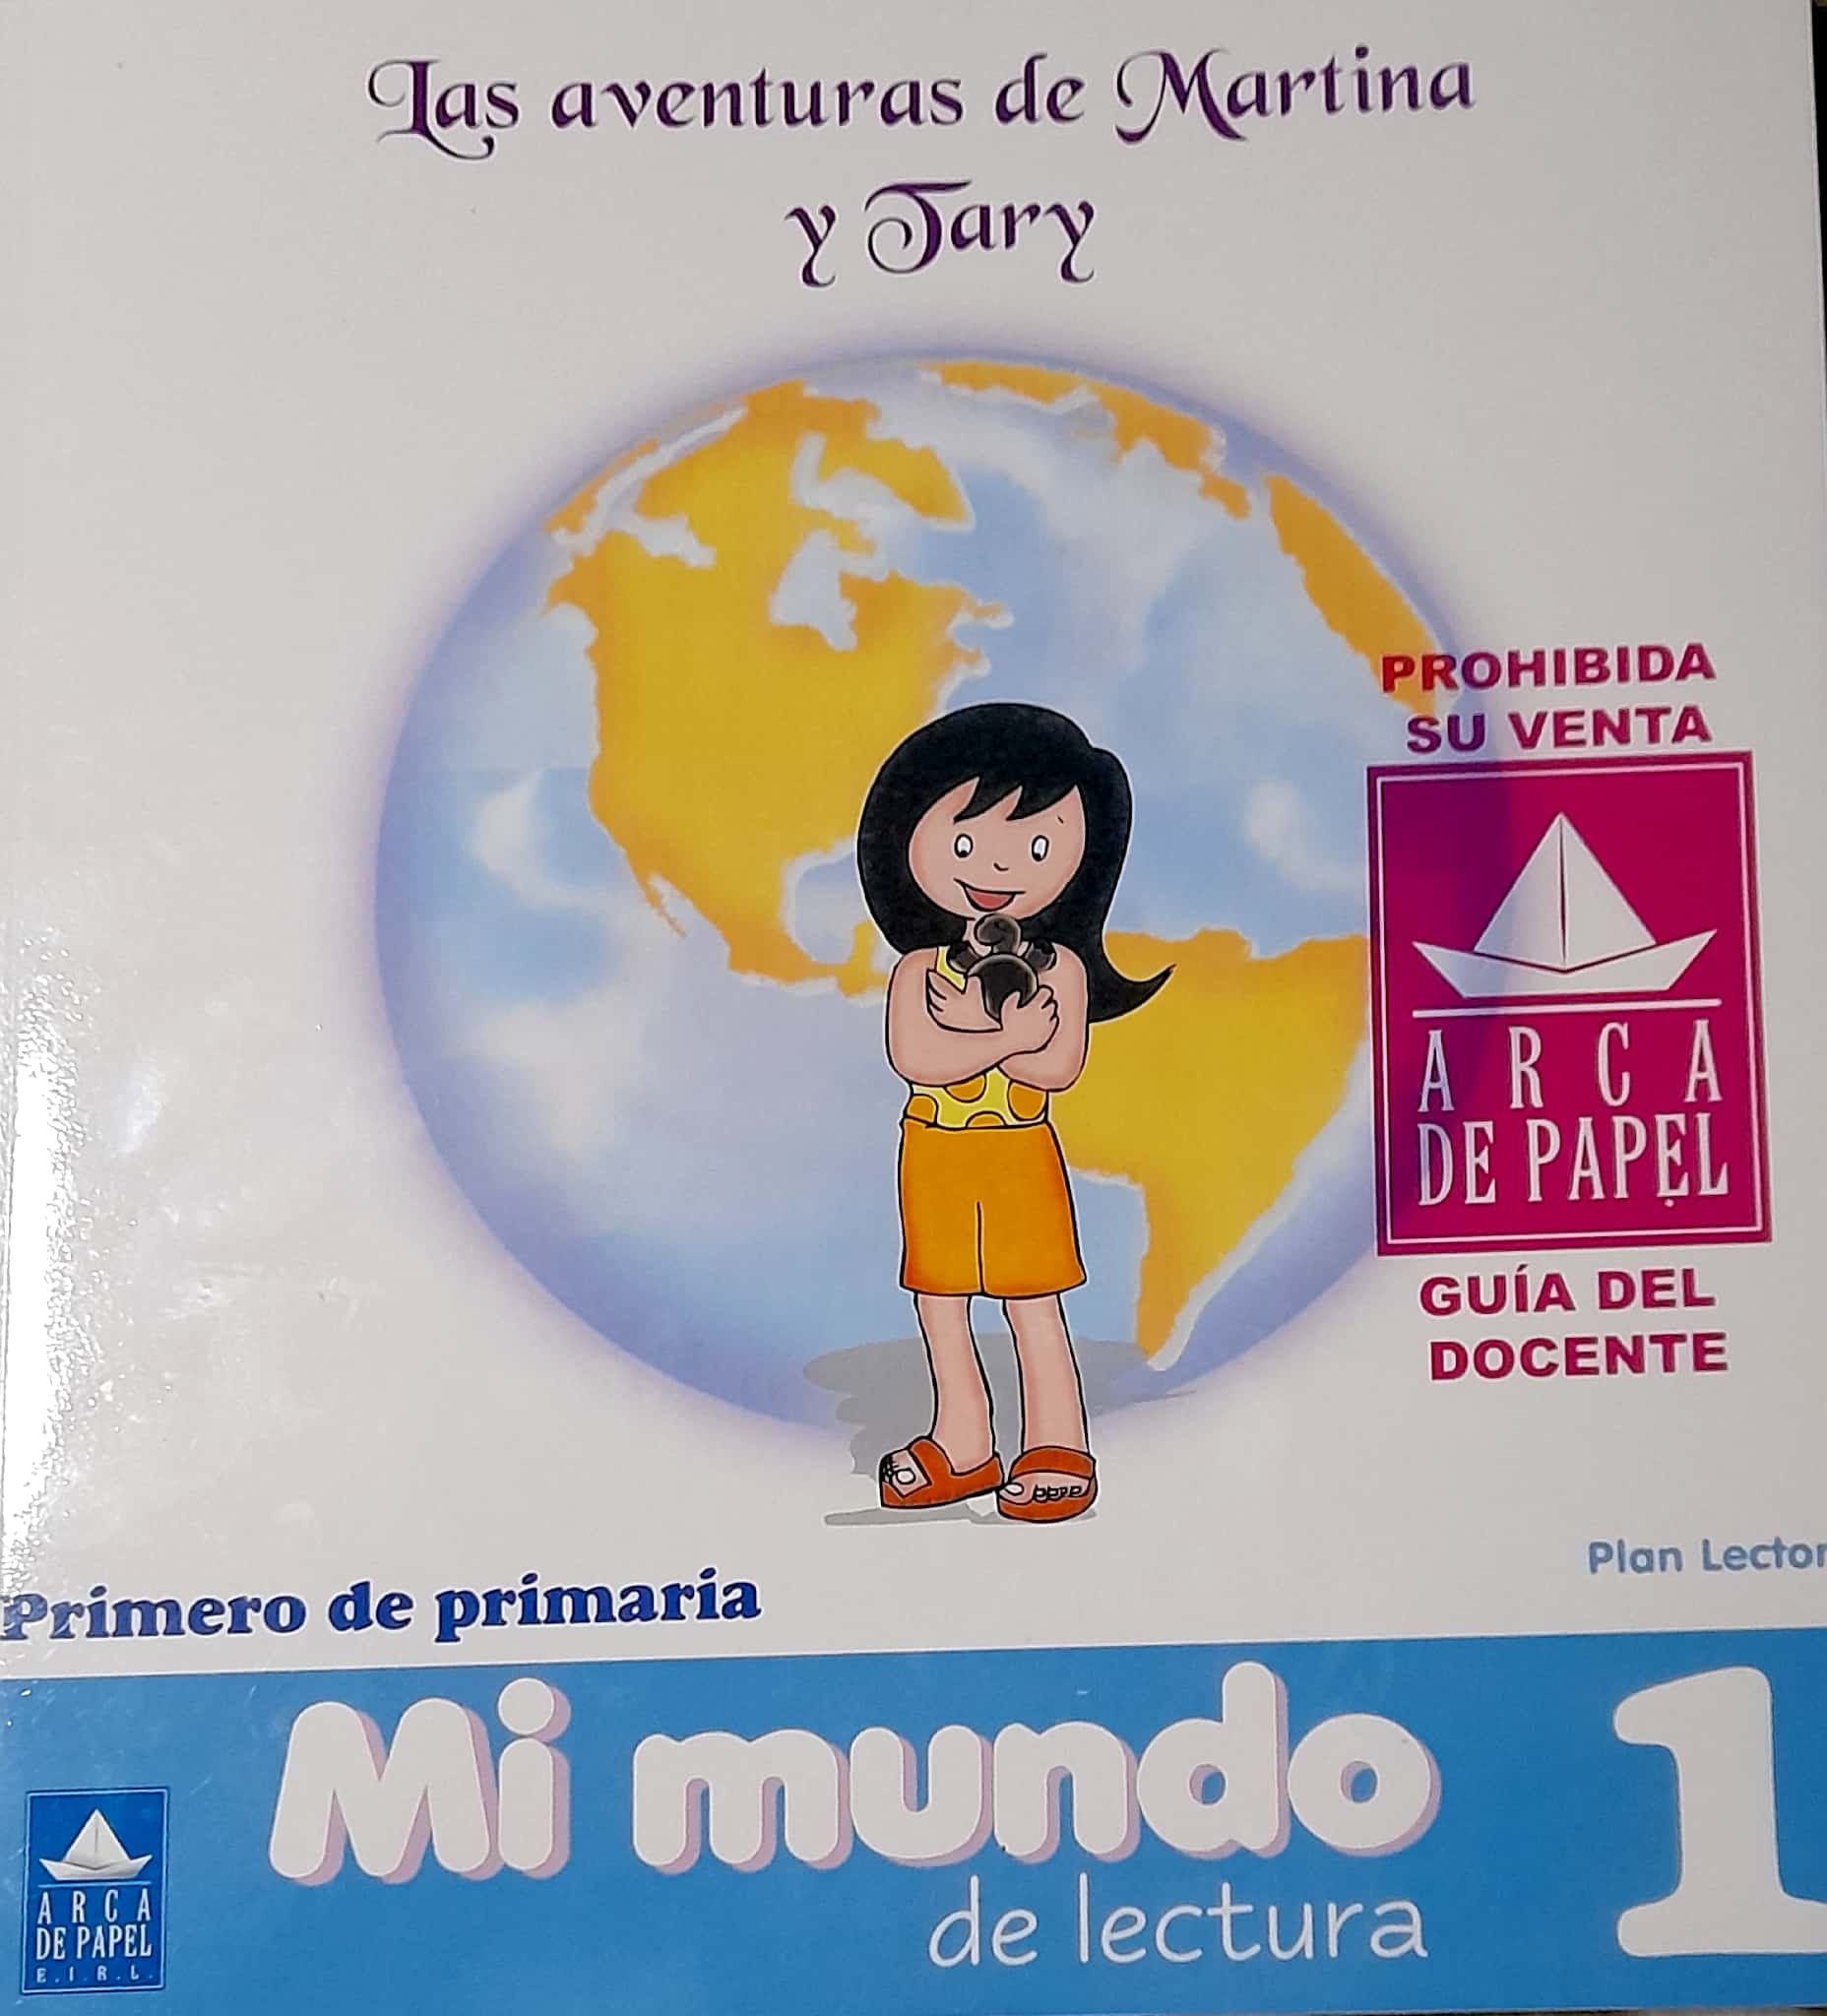 Las aventuras de Martina
y Tary
PROHIBIDA
SU VENTA
ARCA
DE PAPEL
GUÍA DEL
DOCENTE
Plan Lector
Primero de primaria
Mi mundo
de lectura
1
ARCA
DE PAPEL
E.I.R.L.